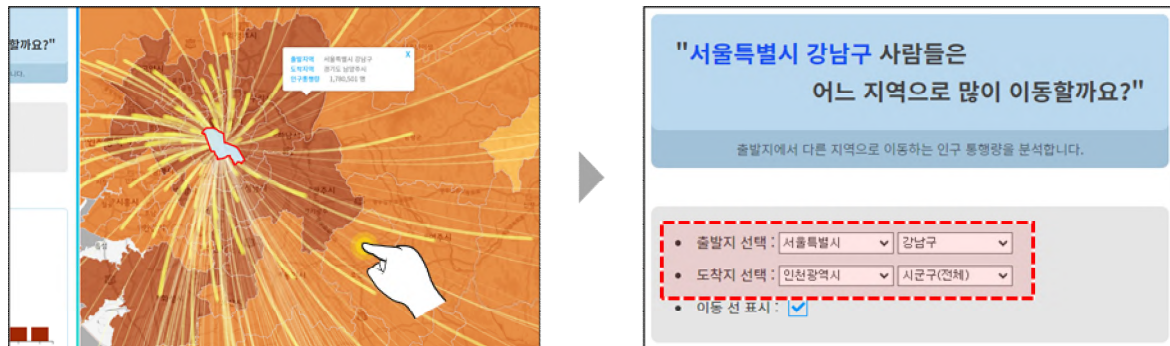 할까요?"
니다.
출발지역 서울특별시 강남구 X
도착지역 경기도 남양주시
인구통행량 1,780,501 명
"서울특별시 강남구 사람들은
어느 지역으로 많이 이동할까요?"
출발지에서 다른 지역으로 이동하는 인구 통행량을 분석합니다.
• 출발지 선택 : 서울특별시 강남구
• 도착지 선택 : 인천광역시 시군구(전체)
• 이동 선 표시 :